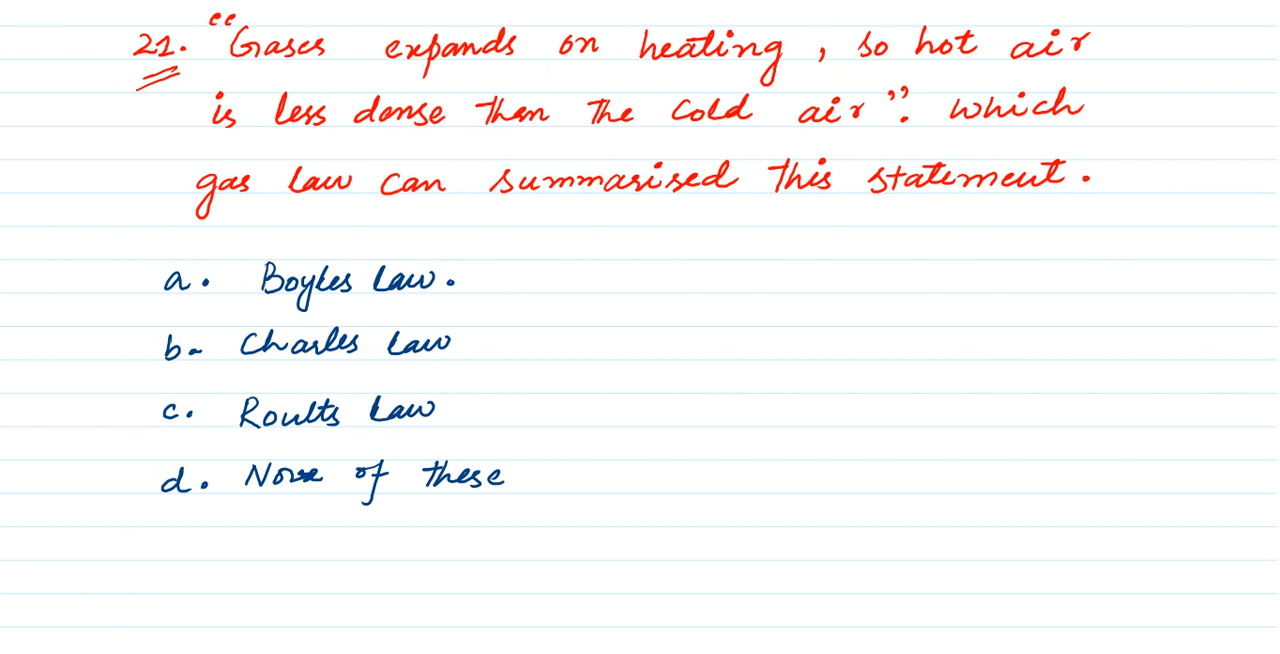 21. "Gases expands on heating, so hot air
is less dense than the cold air". which
gas law can summarised this statement.
a. Boyles Law.
b. Charles Law
c. Roults Law
d. None of these